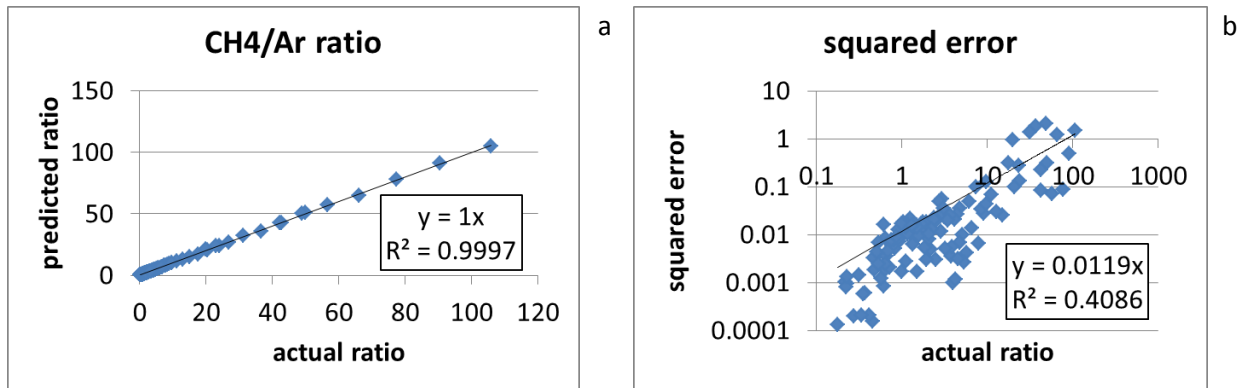 CH4/Ar ratio
a
predicted ratio
150
100
50
0
0 20 40 60 80 100 120
y = 1x
R² = 0.9997
actual ratio
squared error
b
squared error
10
1
0.1
0.01
0.001
0.0001
0.1 1 10 100 1000
y = 0.0119x
R² = 0.4086
actual ratio